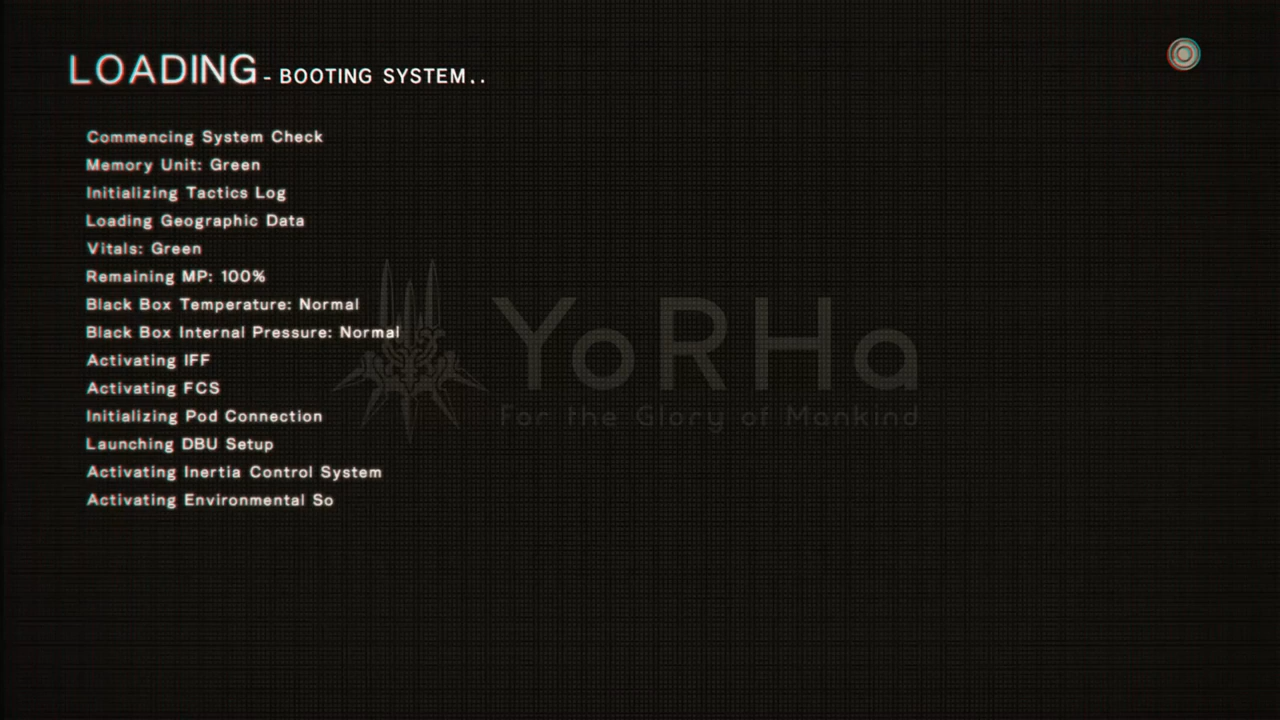 LOADING - BOOTING SYSTEM..
Commencing System Check
Memory Unit: Green
Initializing Tactics Log
Loading Geographic Data
Vitals: Green
Remaining MP: 100%
Black Box Temperature: Normal
Black Box Internal Pressure: Normal
Activating IFF
Activating FCS
Initializing Pod Connection
Launching DBU Setup
Activating Inertia Control System
Activating Environmental So
YoRHa
For the Glory of Mankind